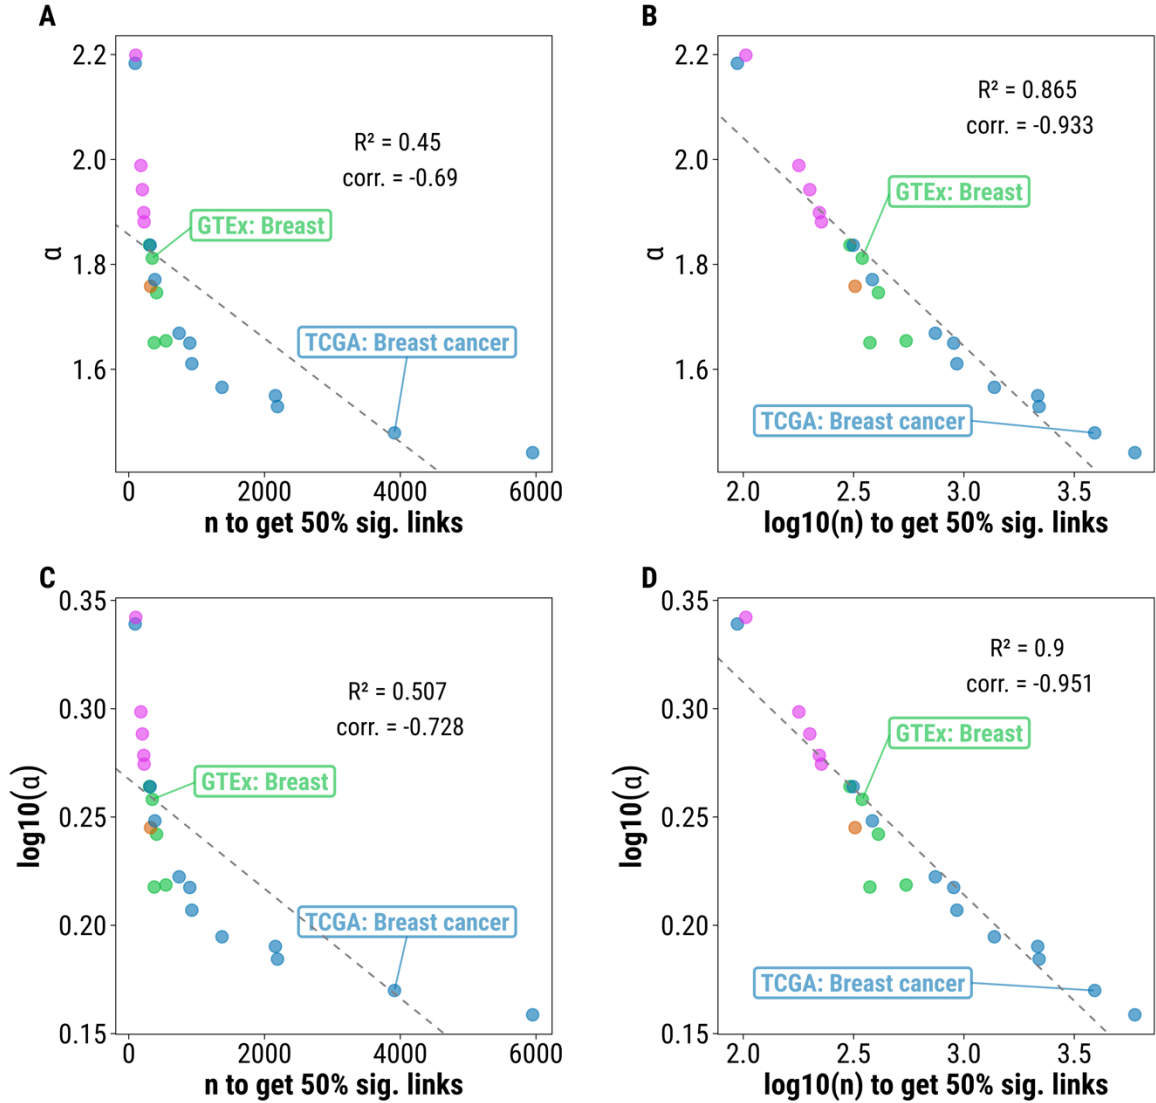 A
2.2
2.0
1.8
1.6
α
R² = 0.45
corr. = -0.69
GTEx: Breast
TCGA: Breast cancer
0 2000 4000 6000
n to get 50% sig. links
B
2.2
2.0
1.8
1.6
α
R² = 0.865
corr. = -0.933
GTEx: Breast
TCGA: Breast cancer
2.0 2.5 3.0 3.5
log10(n) to get 50% sig. links
C
0.35
0.30
0.25
0.20
0.15
log10(α)
R² = 0.507
corr. = -0.728
GTEx: Breast
TCGA: Breast cancer
0 2000 4000 6000
n to get 50% sig. links
D
0.35
0.30
0.25
0.20
0.15
log10(α)
R² = 0.9
corr. = -0.951
GTEx: Breast
TCGA: Breast cancer
2.0 2.5 3.0 3.5
log10(n) to get 50% sig. links